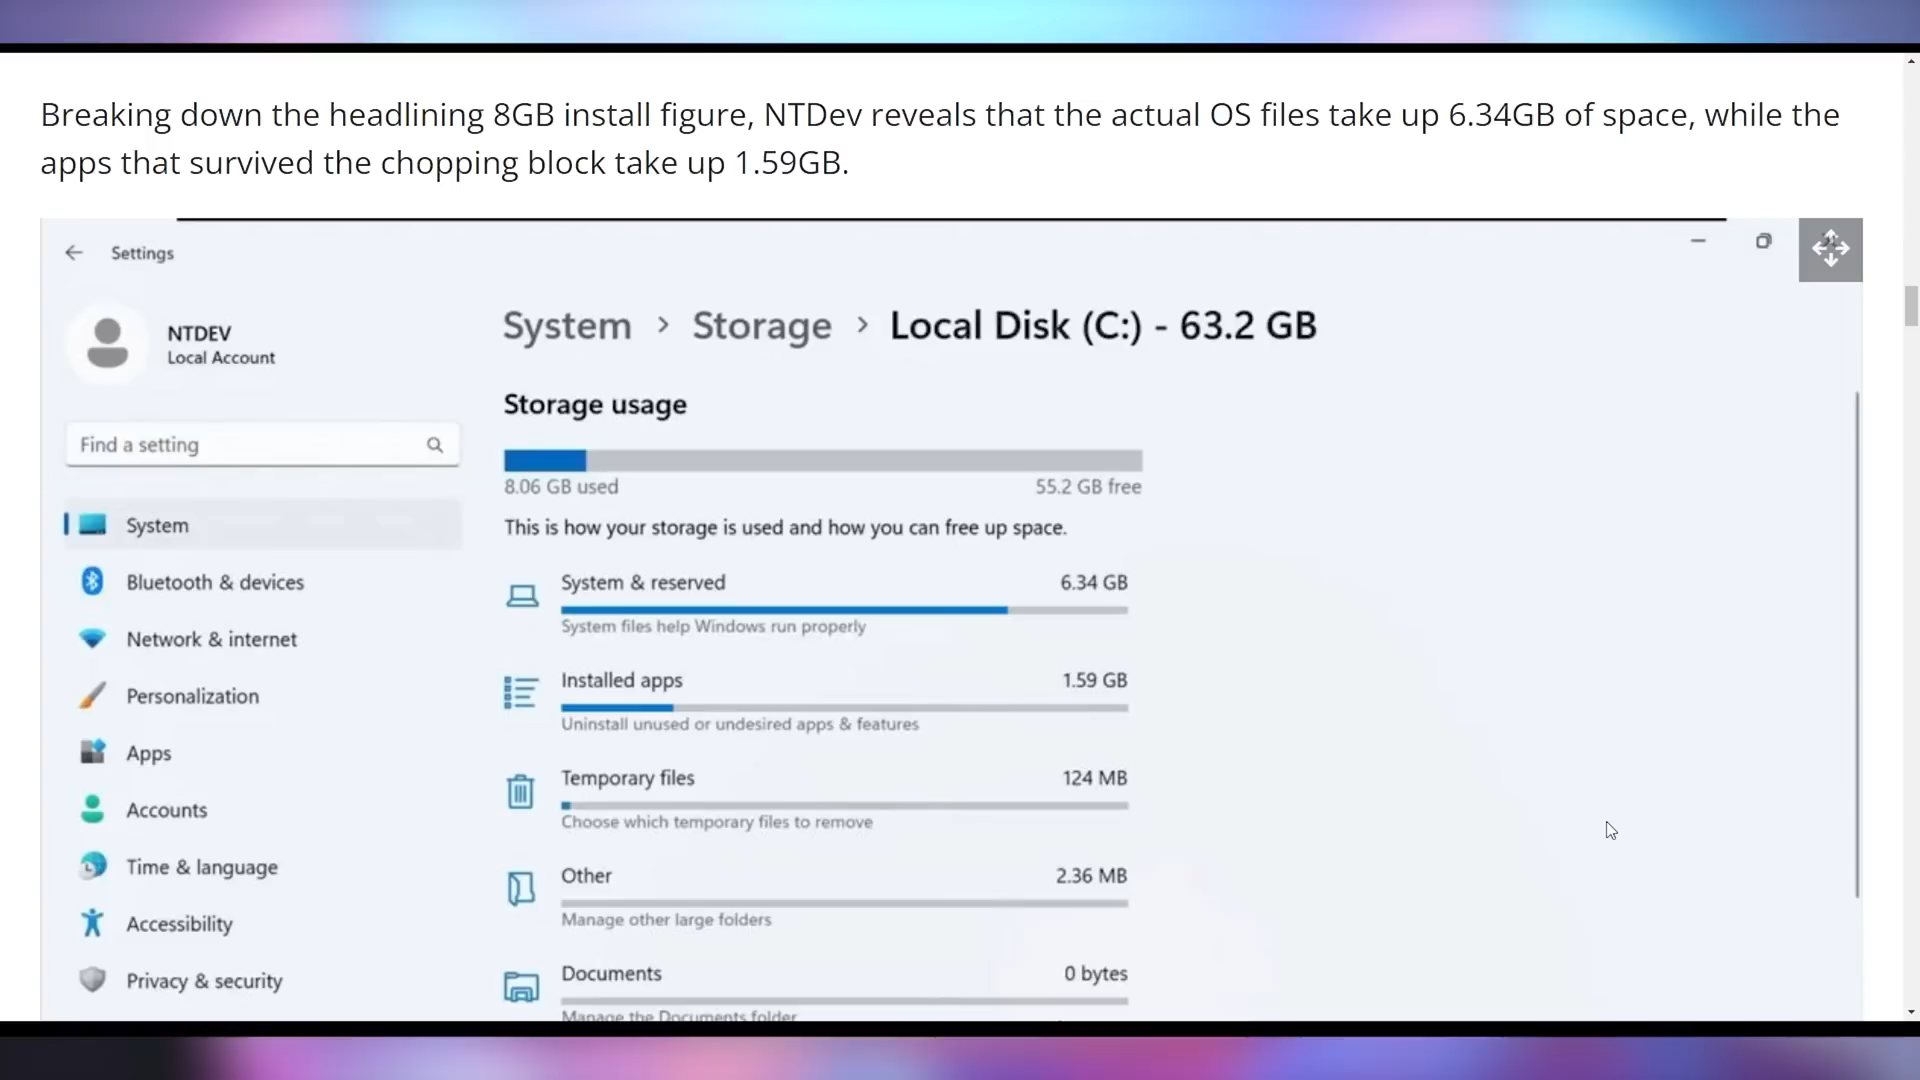 Breaking down the headlining 8GB install figure, NTDev reveals that the actual OS files take up 6.34GB of space, while the
apps that survived the chopping block take up 1.59GB.
Settings
NTDEV
Local Account
Find a setting
System
Bluetooth & devices
Network & internet
Personalization
Apps
Accounts
Time & language
Accessibility
Privacy & security
System > Storage > Local Disk (C:) - 63.2 GB
Storage usage
8.06 GB used 55.2 GB free
This is how your storage is used and how you can free up space.
System & reserved 6.34 GB
System files help Windows run properly
Installed apps 1.59 GB
Uninstall unused or undesired apps & features
Temporary files 124 MB
Choose which temporary files to remove
Other 2.36 MB
Manage other large folders
Documents 0 bytes
Manage the Documents folder